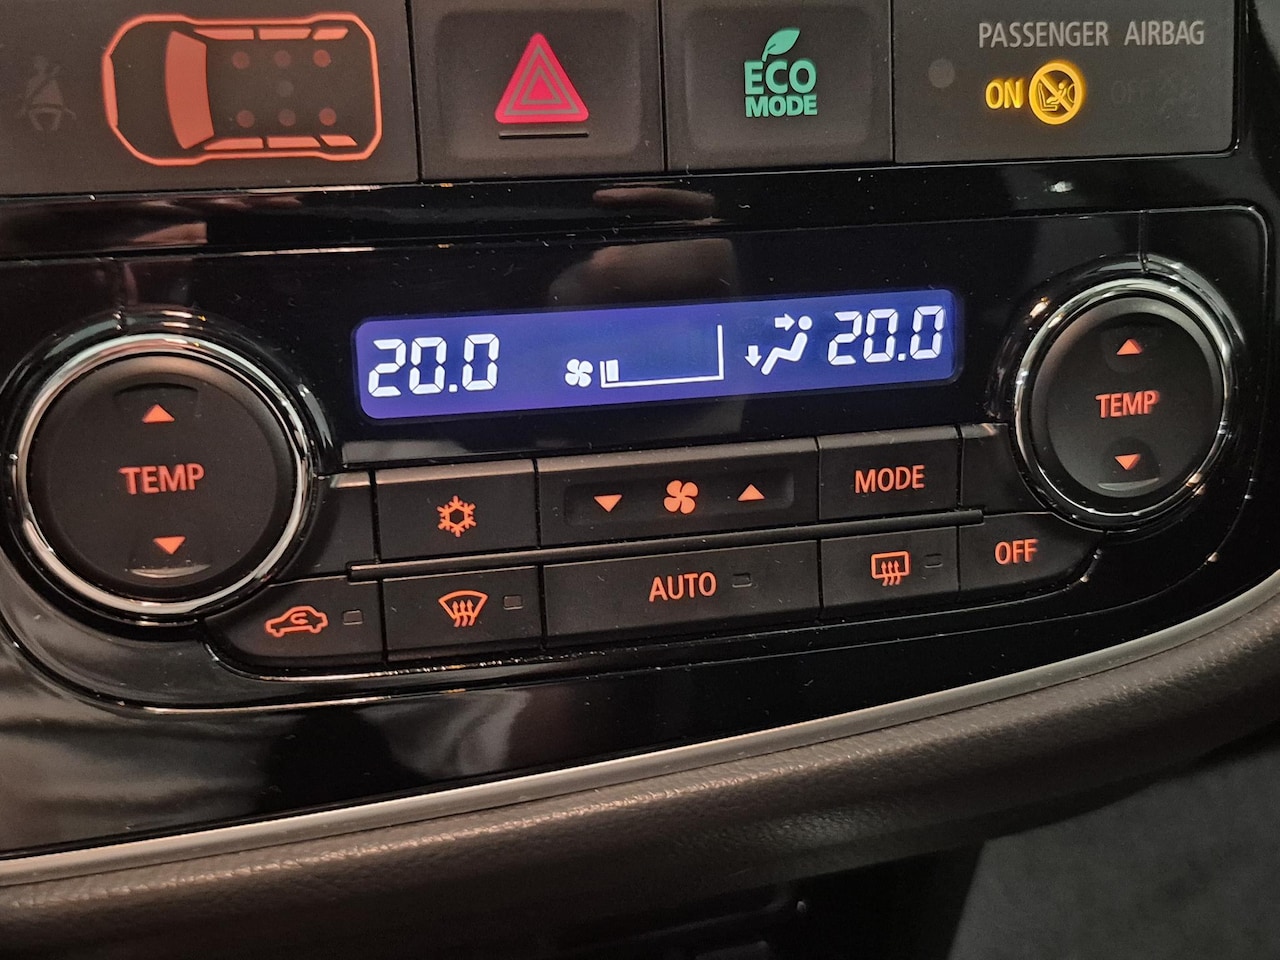 PASSENGER AIRBAG
ECO
MODE
ON
OFF
20.0
20.0
TEMP
TEMP
MODE
AUTO
OFF